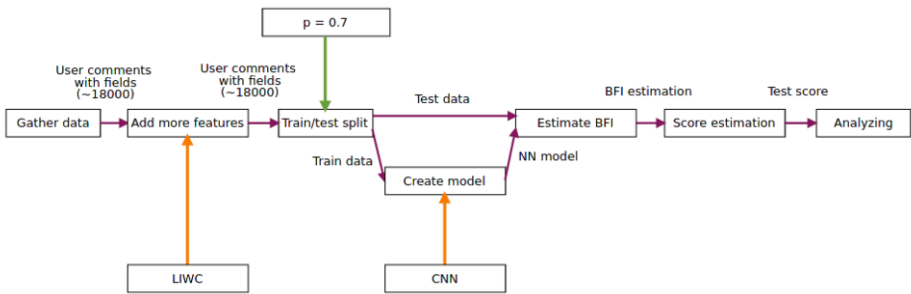 p = 0.7
User comments
with fields
(~18000)
User comments
with fields
(~18000)
Test data
BFI estimation
Test score
Gather data
Add more features
Train/test split
Estimate BFI
Score estimation
Analyzing
Train data
NN model
Create model
LIWC
CNN